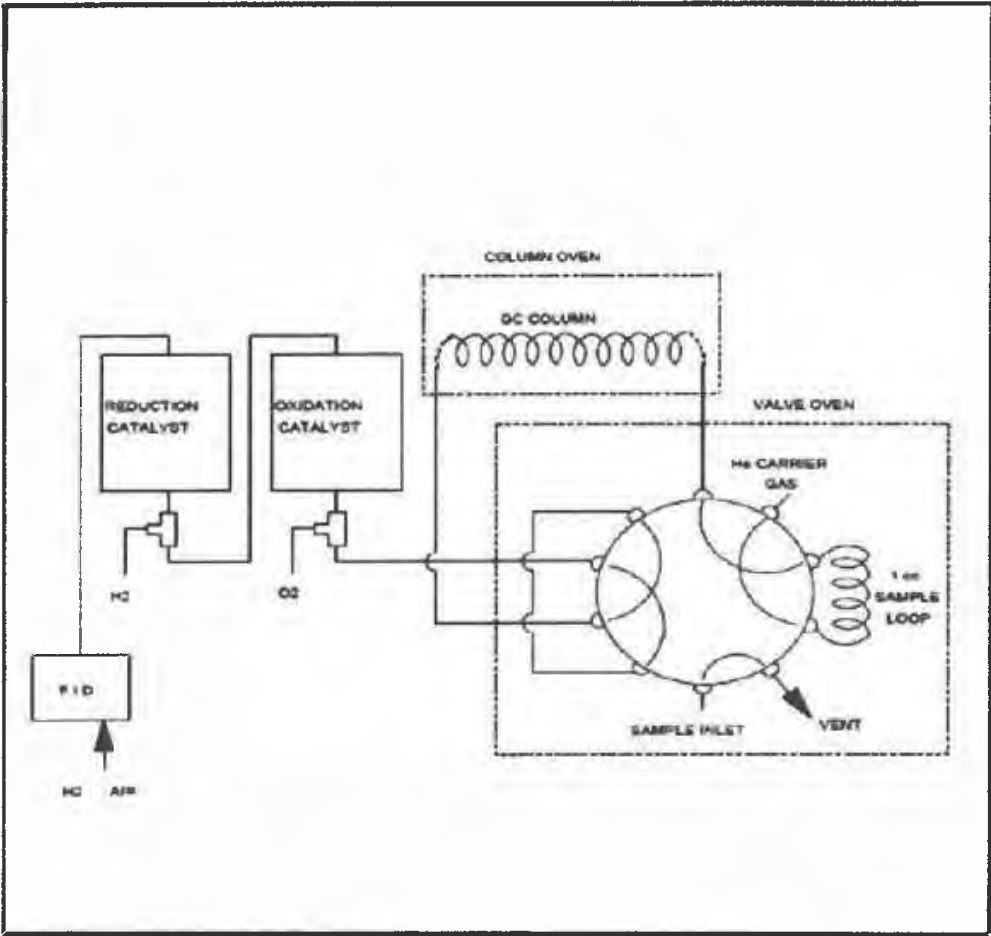 COLUMN OVEN
GC COLUMN
VALVE OVEN
REDUCTION
CATALYST
OXIDATION
CATALYST
He CARRIER
GAS
1 cc
SAMPLE
LOOP
H2
O2
FID
SAMPLE INLET
VENT
H2 AIR